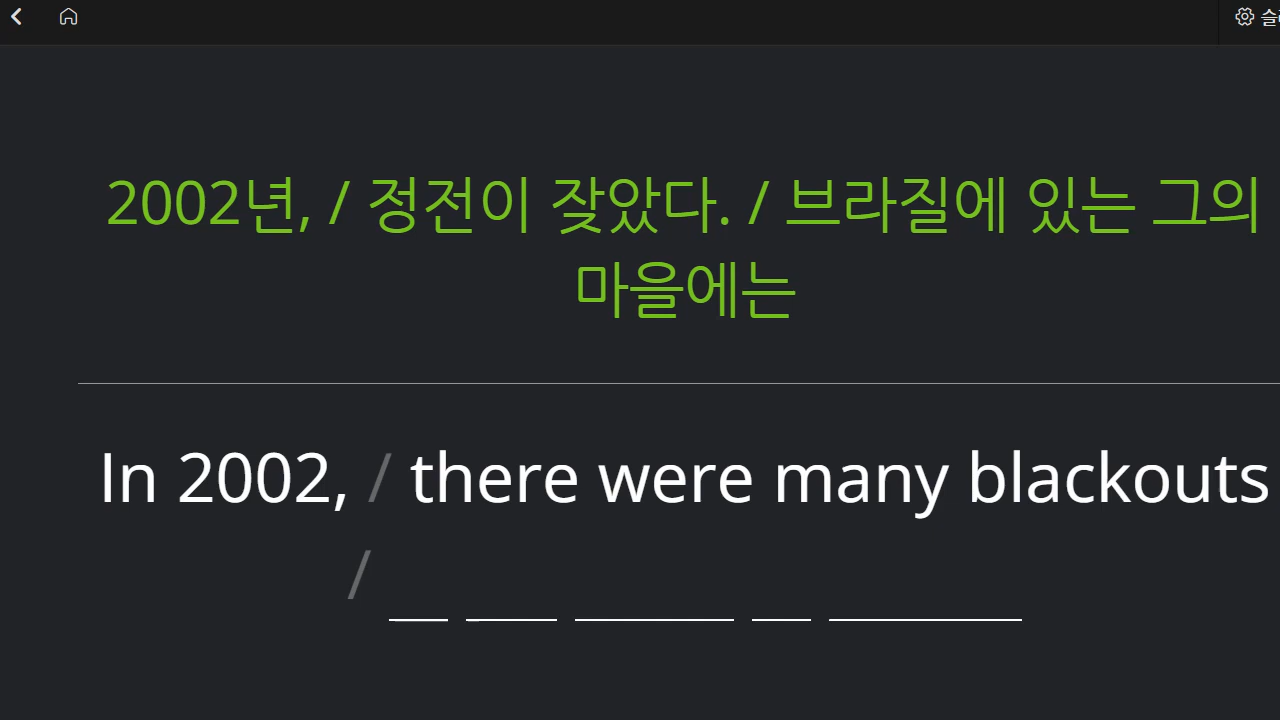 2002년, / 정전이 잦았다. / 브라질에 있는 그의
마을에는
In 2002, / there were many blackouts
/